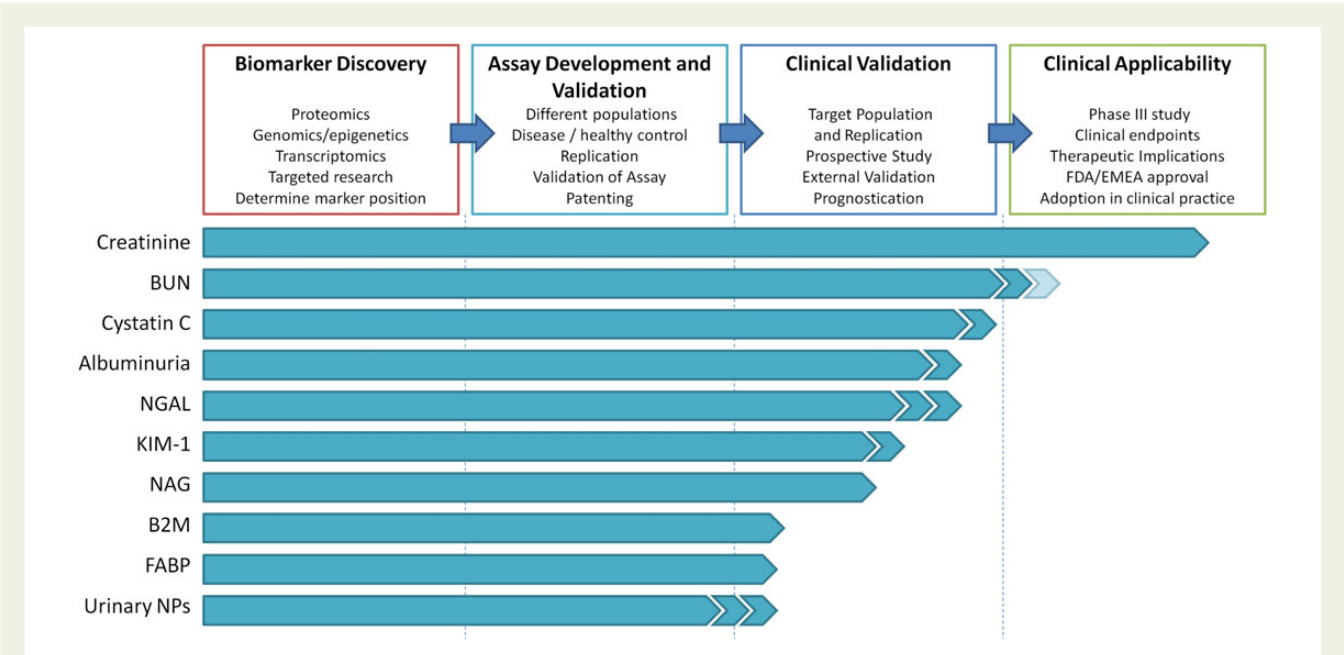 Biomarker Discovery
Proteomics
Genomics/epigenetics
Transcriptomics
Targeted research
Determine marker position
Assay Development and
Validation
Different populations
Disease / healthy control
Replication
Validation of Assay
Patenting
Clinical Validation
Target Population
and Replication
Prospective Study
External Validation
Prognostication
Clinical Applicability
Phase III study
Clinical endpoints
Therapeutic Implications
FDA/EMEA approval
Adoption in clinical practice
Creatinine
BUN
Cystatin C
Albuminuria
NGAL
KIM-1
NAG
B2M
FABP
Urinary NPs